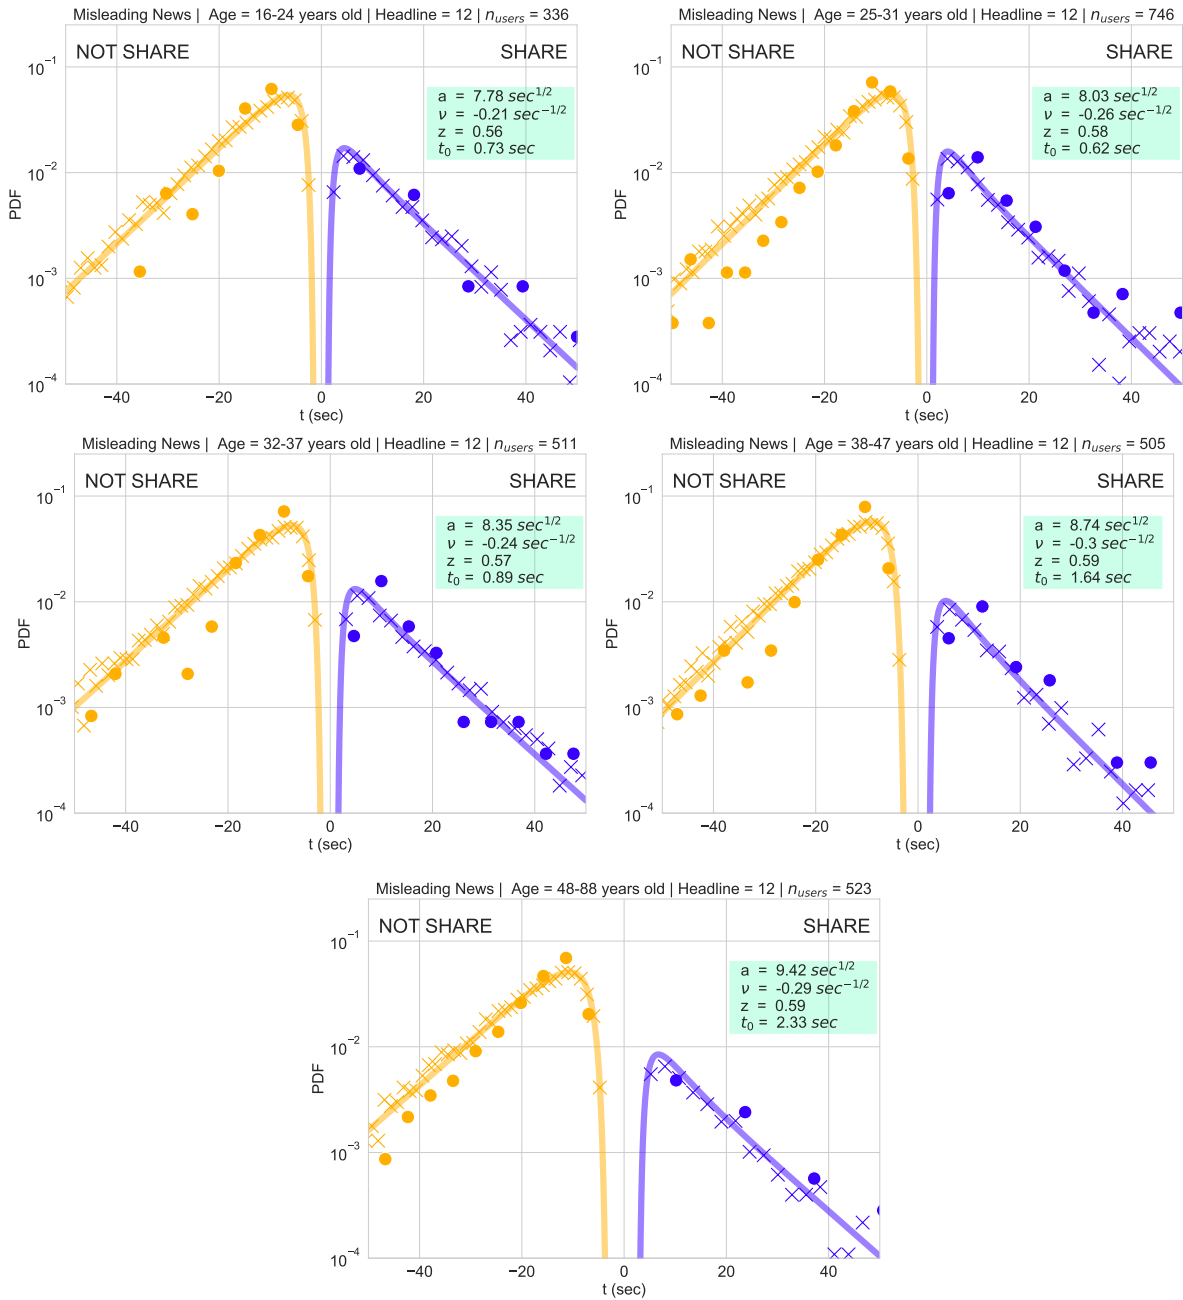 Misleading News | Age = 16-24 years old | Headline = 12 | n_users = 336
NOT SHARE
SHARE
a = 7.78 sec^1/2
ν = -0.21 sec^−1/2
z = 0.56
t_0 = 0.73 sec
PDF
10^−1
10^−2
10^−3
10^−4
−40
−20
0
20
40
t (sec)
Misleading News | Age = 25-31 years old | Headline = 12 | n_users = 746
NOT SHARE
SHARE
a = 8.03 sec^1/2
ν = -0.26 sec^−1/2
z = 0.58
t_0 = 0.62 sec
PDF
10^−1
10^−2
10^−3
10^−4
−40
−20
0
20
40
t (sec)
Misleading News | Age = 32-37 years old | Headline = 12 | n_users = 511
NOT SHARE
SHARE
a = 8.35 sec^1/2
ν = -0.24 sec^−1/2
z = 0.57
t_0 = 0.89 sec
PDF
10^−1
10^−2
10^−3
10^−4
−40
−20
0
20
40
t (sec)
Misleading News | Age = 38-47 years old | Headline = 12 | n_users = 505
NOT SHARE
SHARE
a = 8.74 sec^1/2
ν = -0.3 sec^−1/2
z = 0.59
t_0 = 1.64 sec
PDF
10^−1
10^−2
10^−3
10^−4
−40
−20
0
20
40
t (sec)
Misleading News | Age = 48-88 years old | Headline = 12 | n_users = 523
NOT SHARE
SHARE
a = 9.42 sec^1/2
ν = -0.29 sec^−1/2
z = 0.59
t_0 = 2.33 sec
PDF
10^−1
10^−2
10^−3
10^−4
−40
−20
0
20
40
t (sec)